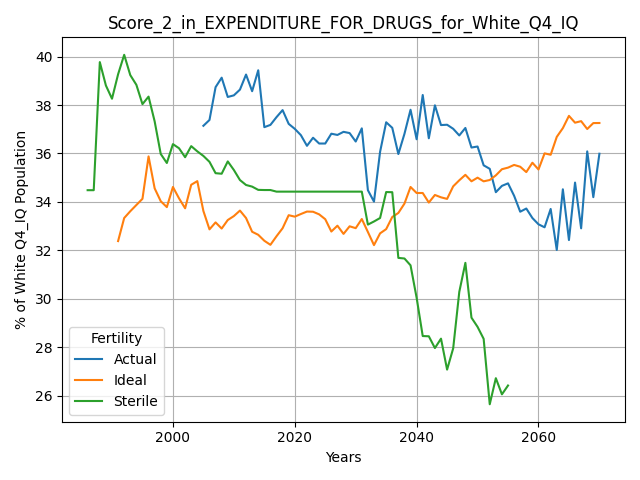 Score_2_in_EXPENDITURE_FOR_DRUGS_for_White_Q4_IQ
% of White Q4_IQ Population
40
38
36
34
32
30
28
26
Fertility
Actual
Ideal
Sterile
2000 2020 2040 2060
Years